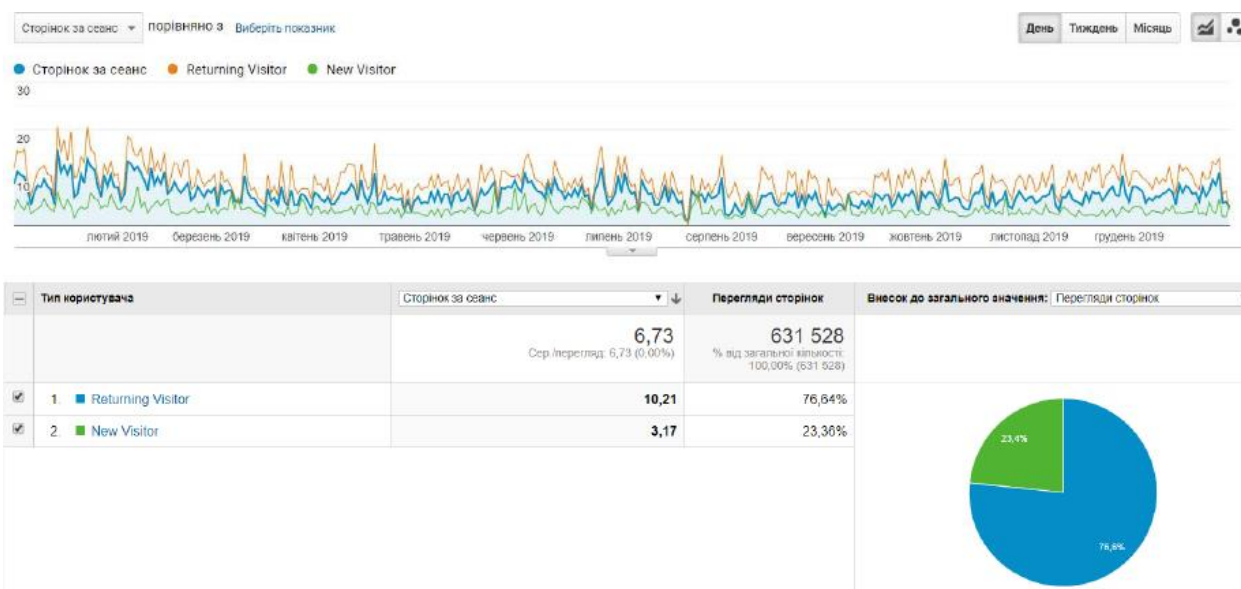 Сторінок за сеанс порівняно з Виберіть показник День Тиждень Місяць
Сторінок за сеанс Returning Visitor New Visitor
30
20
10
лютий 2019 березень 2019 квітень 2019 травень 2019 червень 2019 липень 2019 серпень 2019 вересень 2019 жовтень 2019 листопад 2019 грудень 2019
Тип користувача Сторінок за сеанс Перегляди сторінок Внесок до загального значення: Перегляди сторінок
6,73 631 528
Сер./перегляд: 6,73 (0,00%) % від загальної кількості:
100,00% (631 528)
1. Returning Visitor 10,21 76,64%
2. New Visitor 3,17 23,36%
23,4%
76,6%